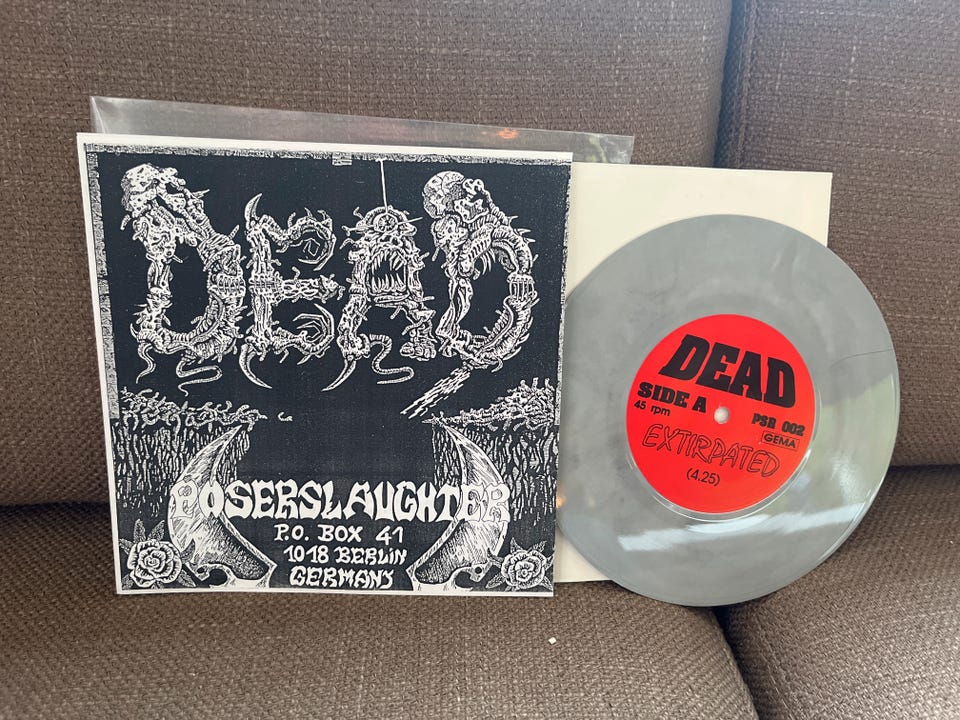 DEAD
POSERSLAUGHTER
P.O. BOX 41
1018 BERLIN
GERMANY
DEAD
SIDE A
45 rpm
PSR 002
GEMA
EXTIRPATED
(4.25)